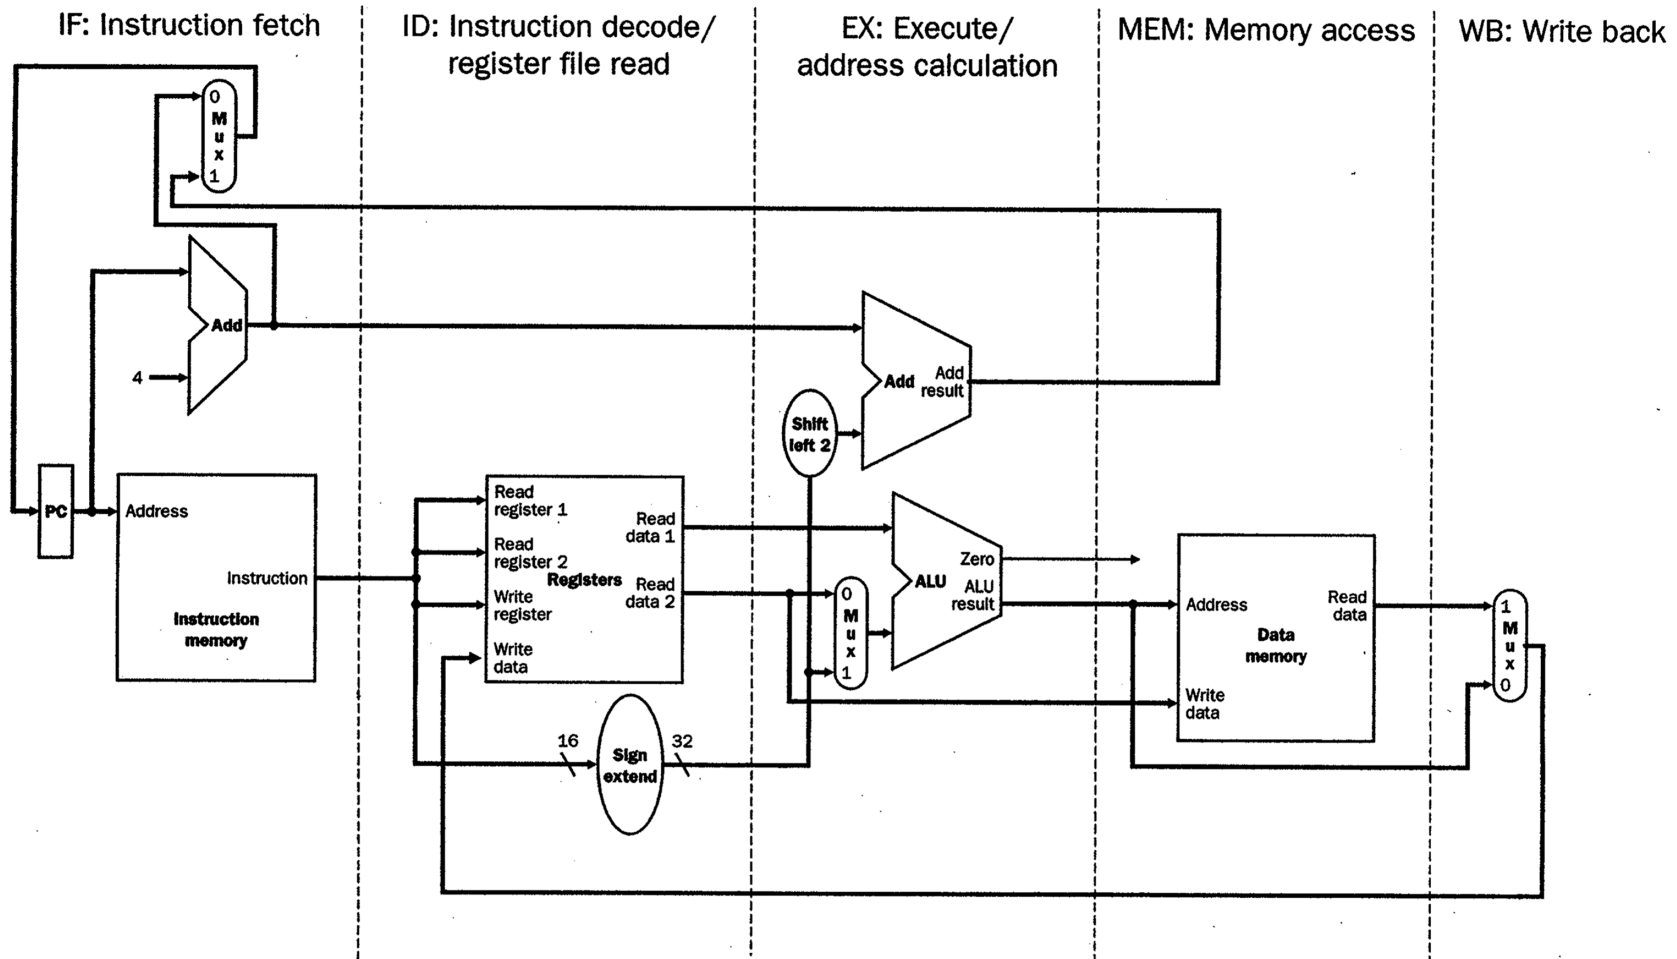 IF: Instruction fetch
ID: Instruction decode/
register file read
EX: Execute/
address calculation
MEM: Memory access
WB: Write back
0
M
u
x
1
Add
4
Add
Add
result
Shift
left 2
PC
Address
Instruction
Instruction
memory
Read
register 1
Read
register 2
Write
register
Write
data
Registers
Read
data 1
Read
data 2
0
M
u
x
1
ALU
Zero
ALU
result
Address
Read
data
Data
memory
Write
data
1
M
u
x
0
16
Sign
extend
32